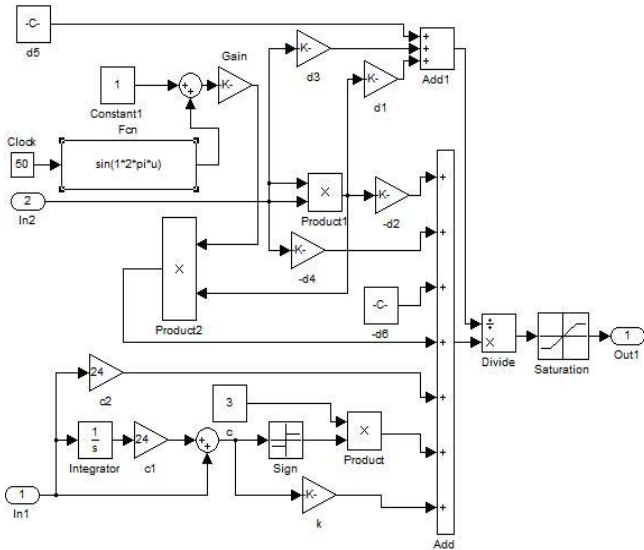 -C-
d5
Gain
K-
d3
K-
d1
+
+
+
Add1
1
Constant1
+
+
K-
Fcn
Clock
50
sin(1*2*pi*u)
2
In2
×
Product1
K-
-d2
+
K-
-d4
+
×
Product2
-C-
-d6
+
+
÷
×
Divide
Saturation
1
Out1
24
c2
+
3
1
s
Integrator
24
c1
+
+
c
Sign
×
Product
+
1
In1
K-
k
+
Add